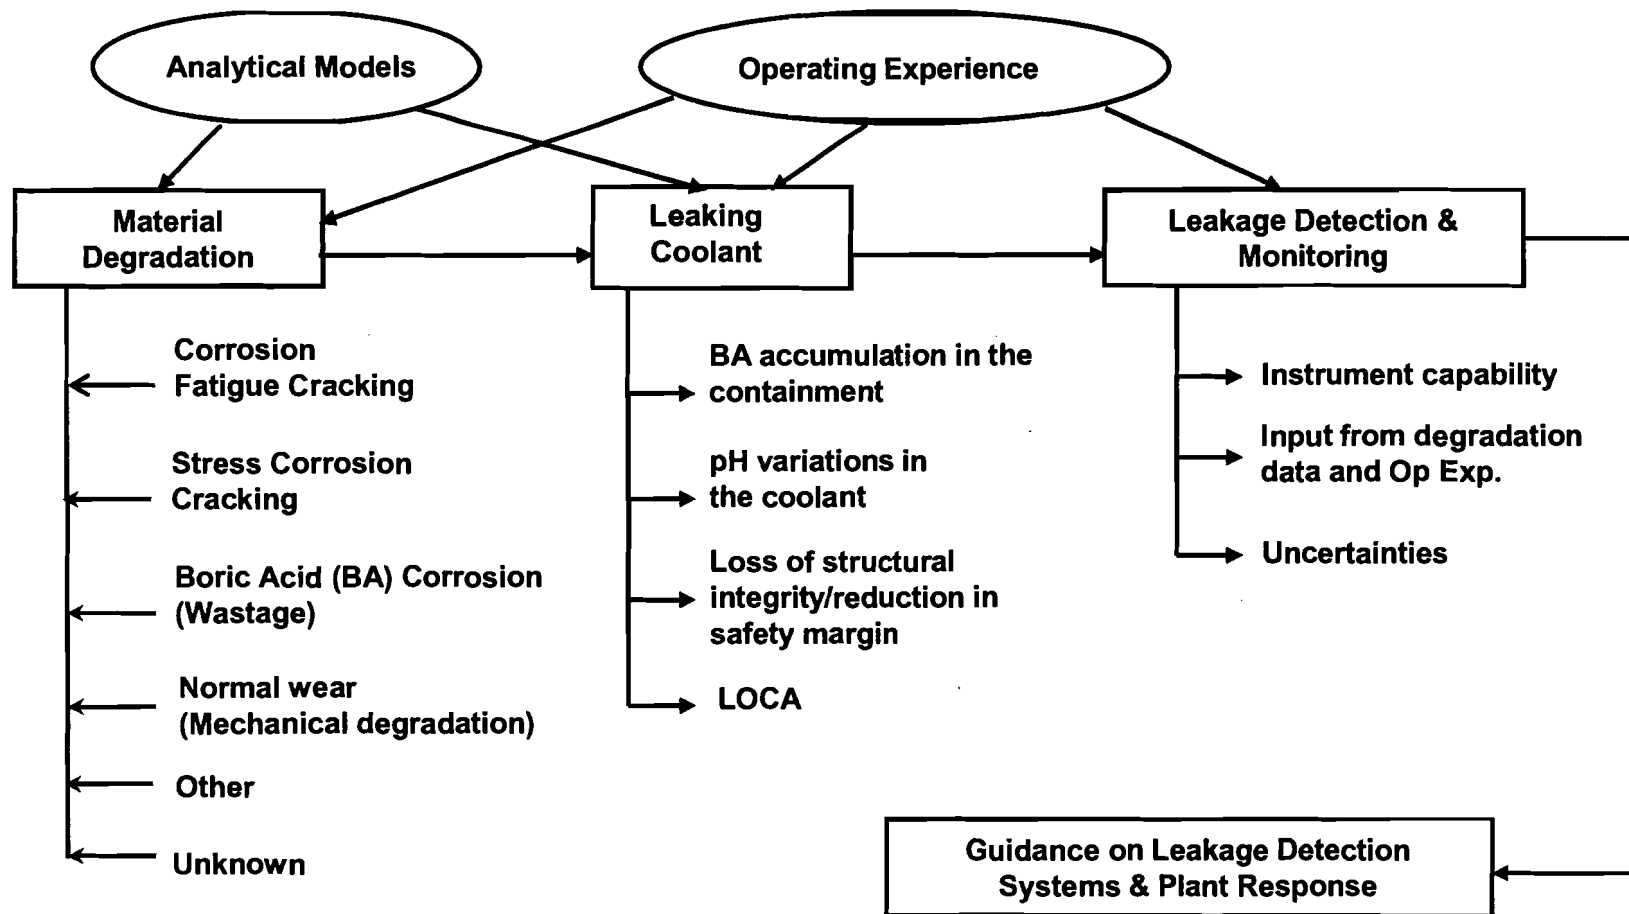 Analytical Models
Operating Experience
Material
Degradation
Leaking
Coolant
Leakage Detection &
Monitoring
Corrosion
Fatigue Cracking
Stress Corrosion
Cracking
Boric Acid (BA) Corrosion
(Wastage)
Normal wear
(Mechanical degradation)
Other
Unknown
BA accumulation in the
containment
pH variations in
the coolant
Loss of structural
integrity/reduction in
safety margin
LOCA
Instrument capability
Input from degradation
data and Op Exp.
Uncertainties
Guidance on Leakage Detection
Systems & Plant Response